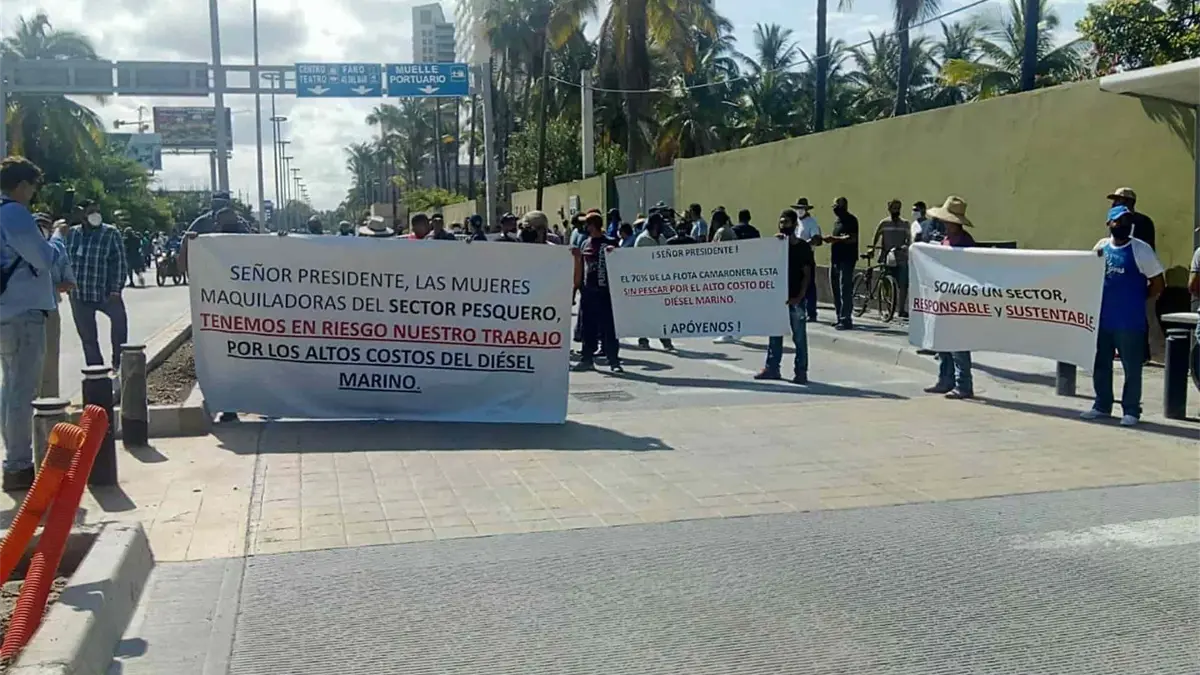 CENTRO
TEATRO
FARO
MUELLE
PORTUARIO
SEÑOR PRESIDENTE, LAS MUJERES
MAQUILADORAS DEL SECTOR PESQUERO,
TENEMOS EN RIESGO NUESTRO TRABAJO
POR LOS ALTOS COSTOS DEL DIÉSEL
MARINO.
¡ SEÑOR PRESIDENTE !
EL 70% DE LA FLOTA CAMARONERA ESTA
SIN PESCAR POR EL ALTO COSTO DEL
DIÉSEL MARINO.
¡ APÓYENOS !
SOMOS UN SECTOR,
RESPONSABLE y SUSTENTABLE.